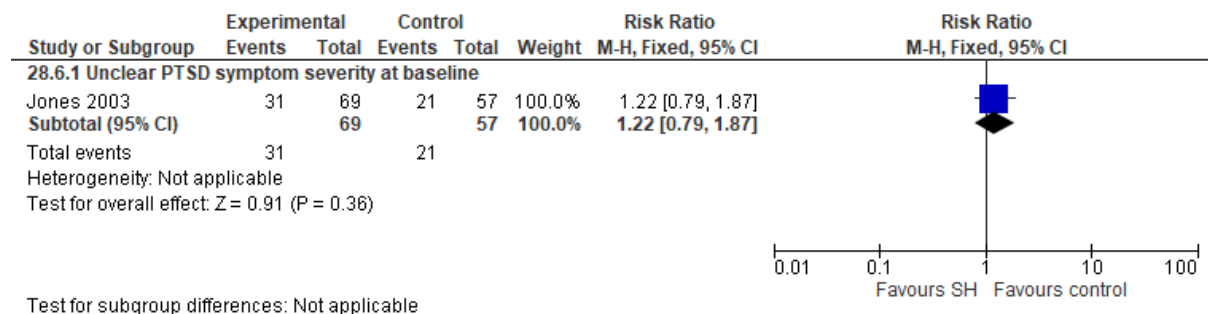 Experimental Control Risk Ratio Risk Ratio
Study or Subgroup Events Total Events Total Weight M-H, Fixed, 95% CI M-H, Fixed, 95% CI
28.6.1 Unclear PTSD symptom severity at baseline
Jones 2003 31 69 21 57 100.0% 1.22 [0.79, 1.87]
Subtotal (95% CI) 69 57 100.0% 1.22 [0.79, 1.87]
Total events 31 21
Heterogeneity: Not applicable
Test for overall effect: Z = 0.91 (P = 0.36)
0.01 0.1 1 10 100
Favours SH Favours control
Test for subgroup differences: Not applicable